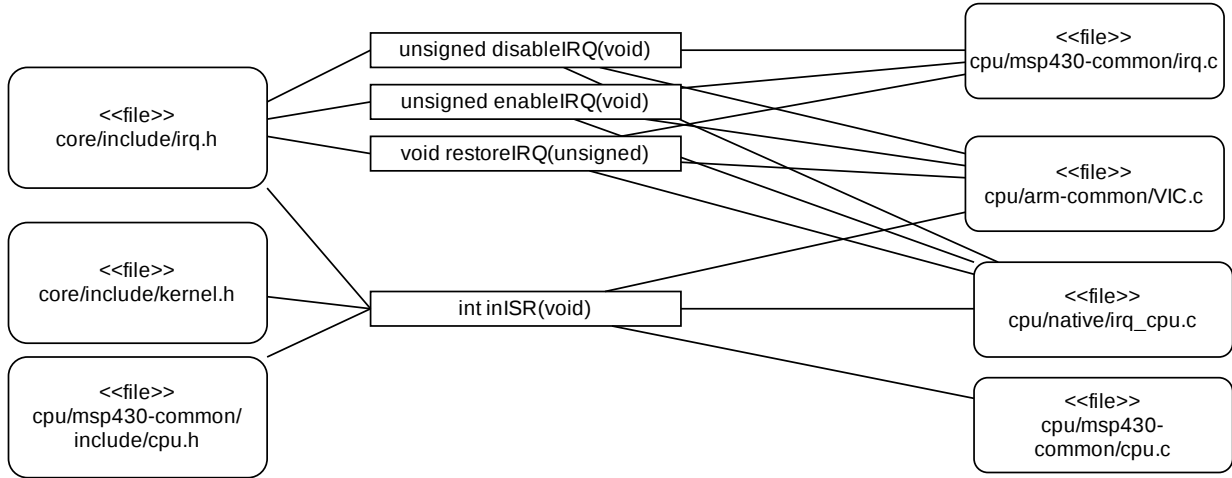 <<file>>
core/include/irq.h
<<file>>
core/include/kernel.h
<<file>>
cpu/msp430-common/
include/cpu.h
unsigned disableIRQ(void)
unsigned enableIRQ(void)
void restoreIRQ(unsigned)
int inISR(void)
<<file>>
cpu/msp430-common/irq.c
<<file>>
cpu/arm-common/VIC.c
<<file>>
cpu/native/irq_cpu.c
<<file>>
cpu/msp430-
common/cpu.c